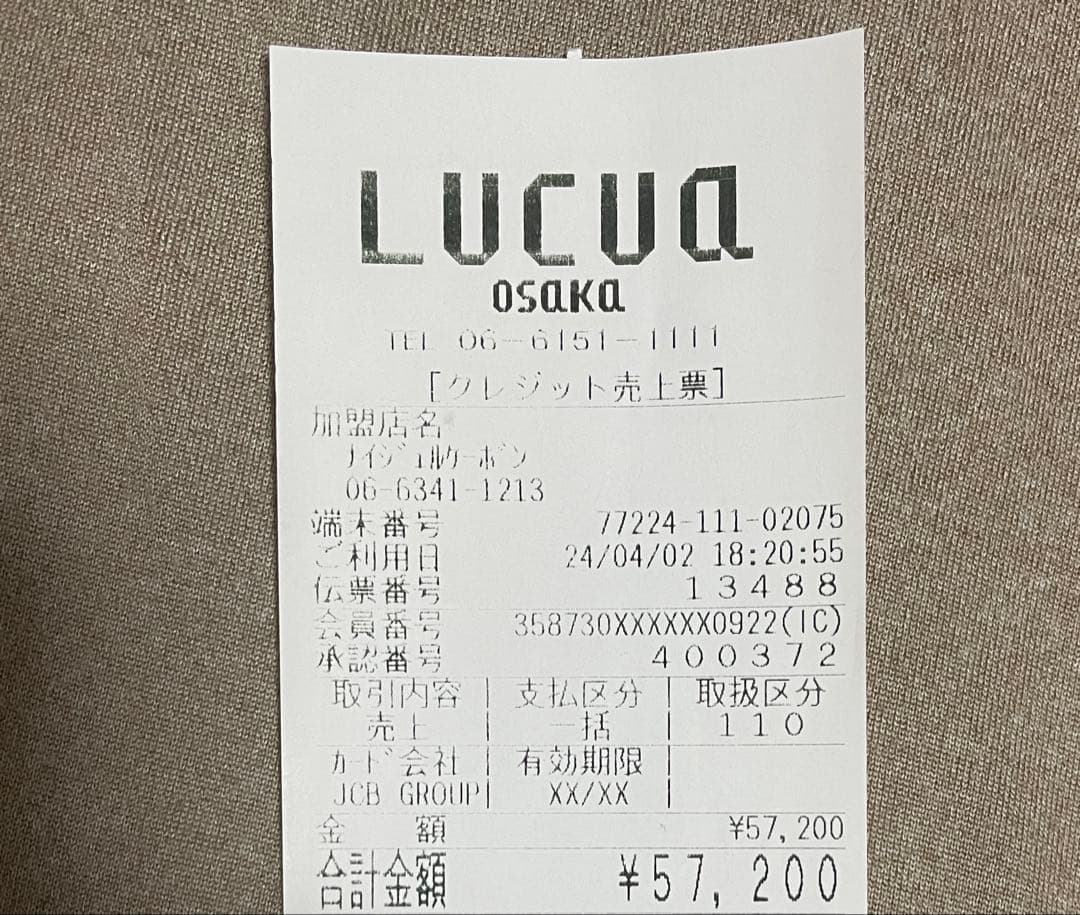 LUCUA
osaka
TEL 06-6151-1111
[クレジット売上票]
加盟店名
ﾅｲｼﾞｪﾙｹｰﾎﾞﾝ
06-6341-1213
端末番号 77224-111-02075
ご利用日 24/04/02 18:20:55
伝票番号 13488
会員番号 358730XXXXXX0922(IC)
承認番号 400372
取引内容 | 支払区分 | 取扱区分
売上 | 一括 | 110
ｶｰﾄﾞ会社 | 有効期限 |
JCB GROUP| XX/XX |
金 額 ¥57,200
合計金額 ¥57,200